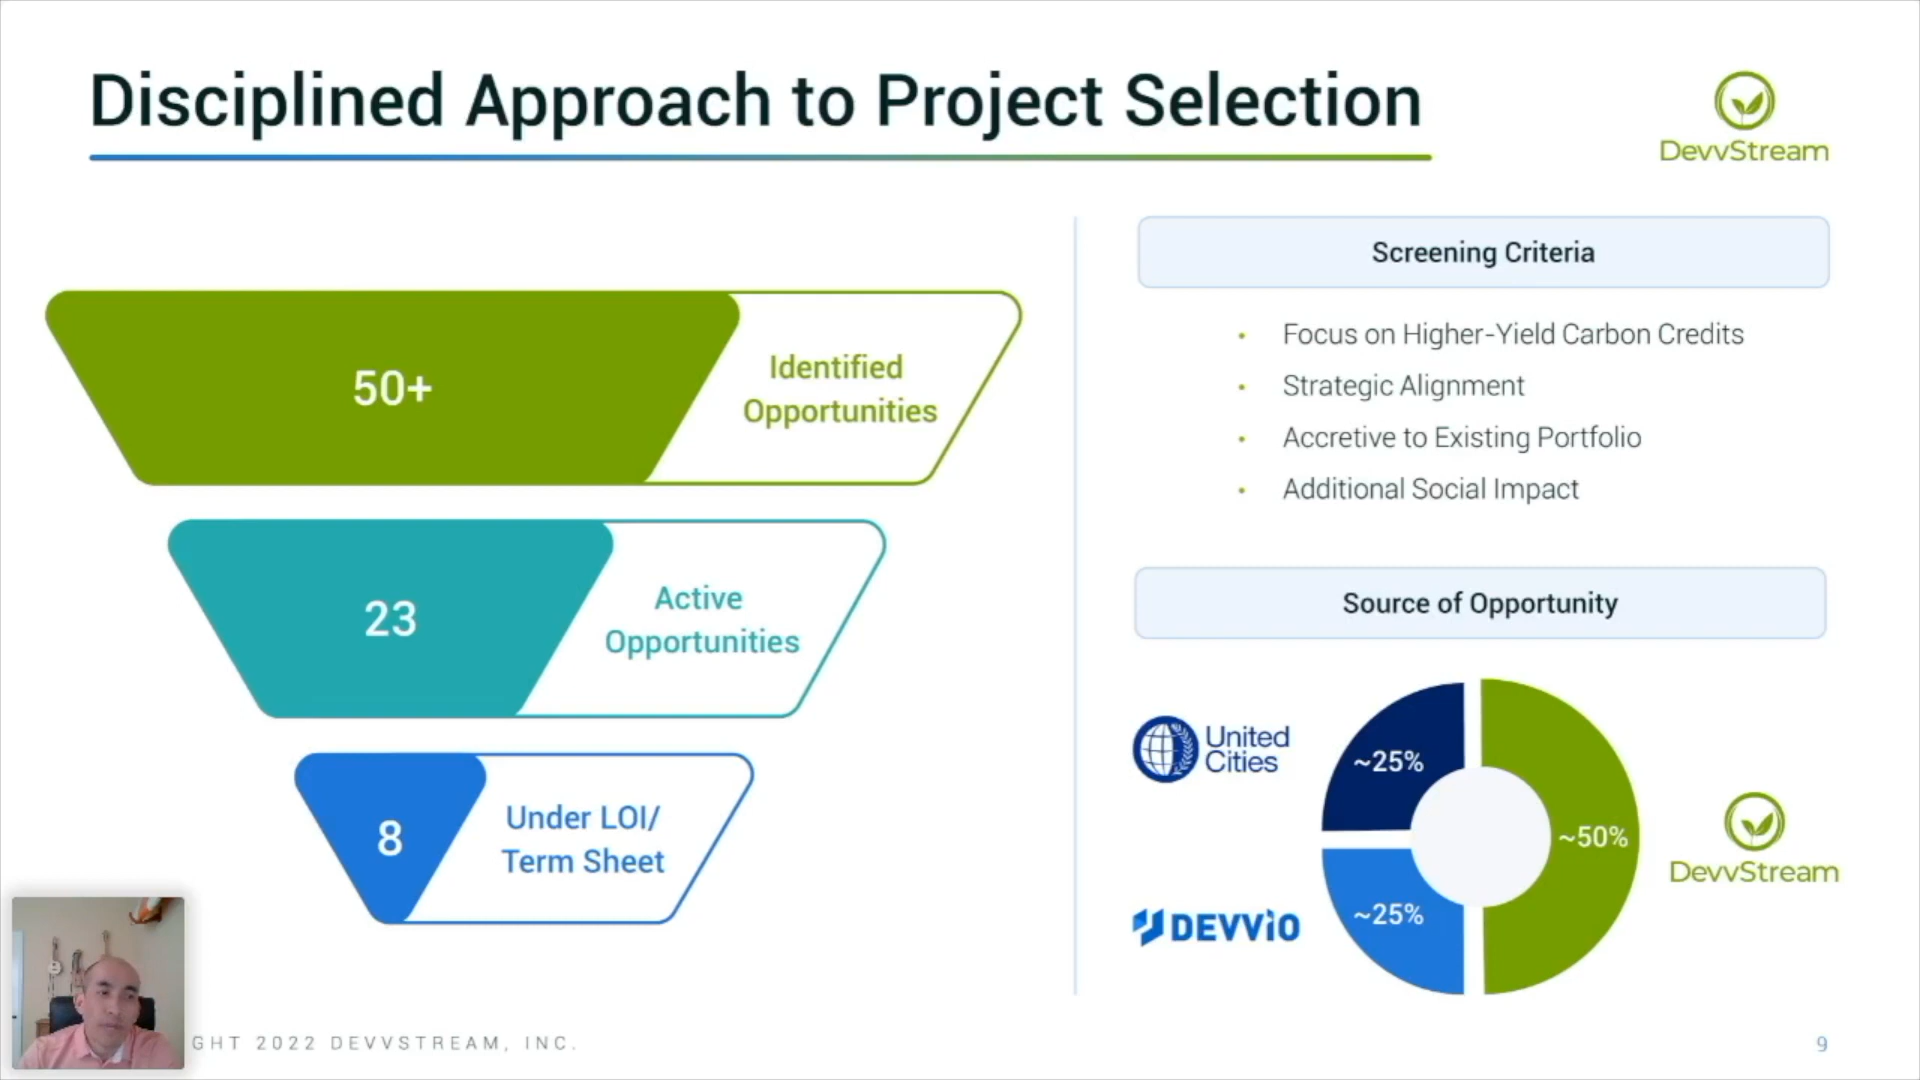 Disciplined Approach to Project Selection
DevvStream
50+
Identified
Opportunities
23
Active
Opportunities
8
Under LOI/
Term Sheet
Screening Criteria
• Focus on Higher-Yield Carbon Credits
• Strategic Alignment
• Accretive to Existing Portfolio
• Additional Social Impact
Source of Opportunity
United
Cities
~25%
~50%
DevvStream
DEVViO
~25%
GHT 2022 DEVVSTREAM, INC.
9